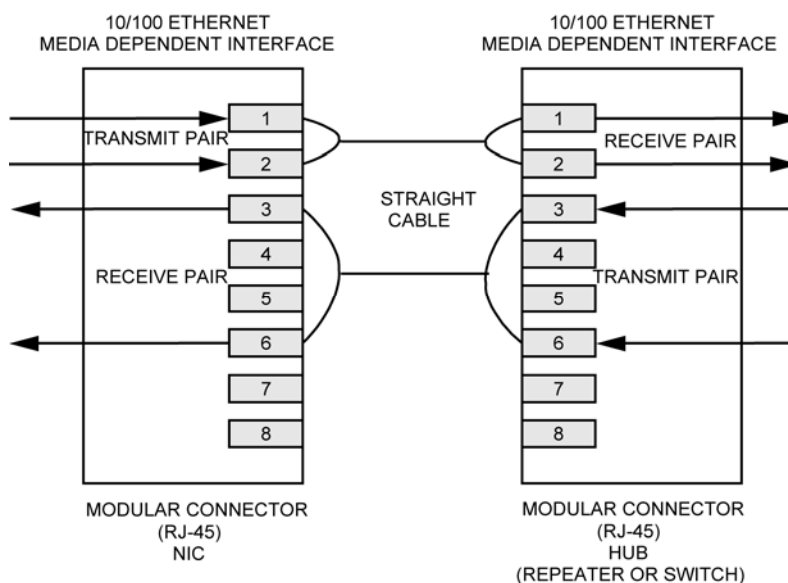 10/100 ETHERNET
MEDIA DEPENDENT INTERFACE
10/100 ETHERNET
MEDIA DEPENDENT INTERFACE
1
TRANSMIT PAIR
2
3
4
RECEIVE PAIR
5
6
7
8
STRAIGHT
CABLE
1
RECEIVE PAIR
2
3
4
TRANSMIT PAIR
5
6
7
8
MODULAR CONNECTOR
(RJ-45)
NIC
MODULAR CONNECTOR
(RJ-45)
HUB
(REPEATER OR SWITCH)